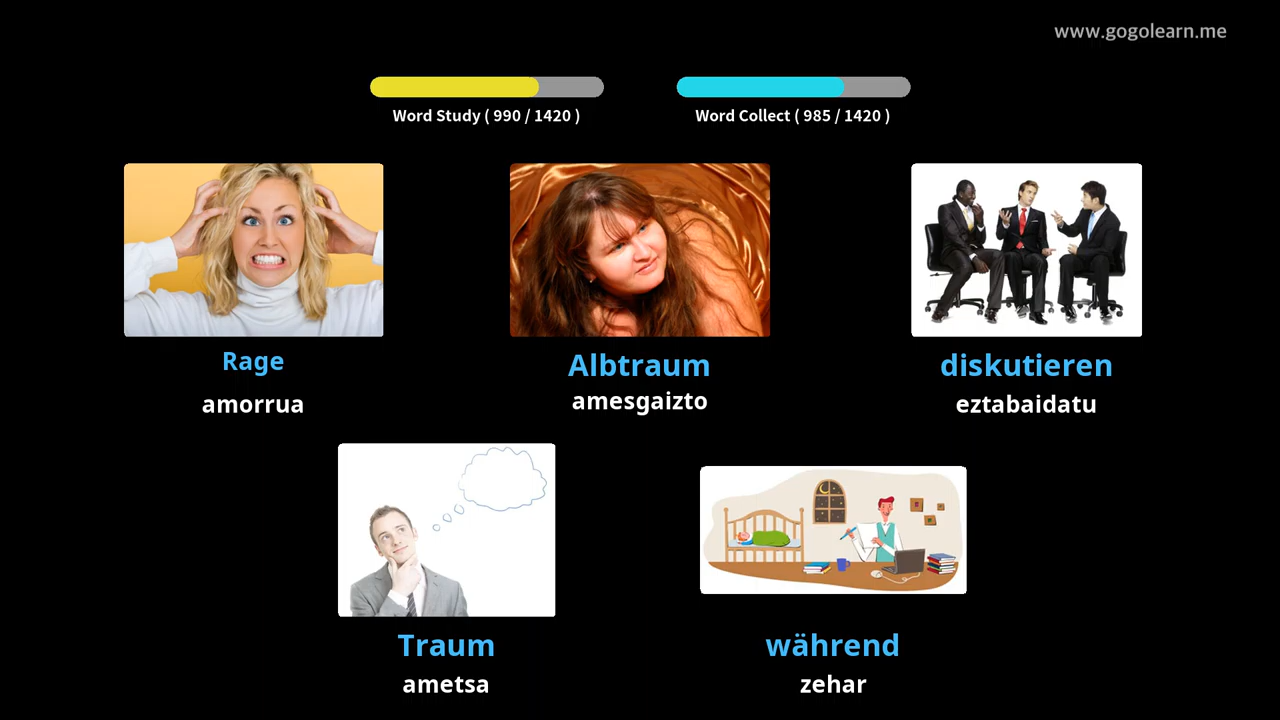 www.gogolearn.me
Word Study ( 990 / 1420 )
Word Collect ( 985 / 1420 )
Rage
amorrua
Albtraum
amesgaizto
diskutieren
eztabaidatu
Traum
ametsa
während
zehar